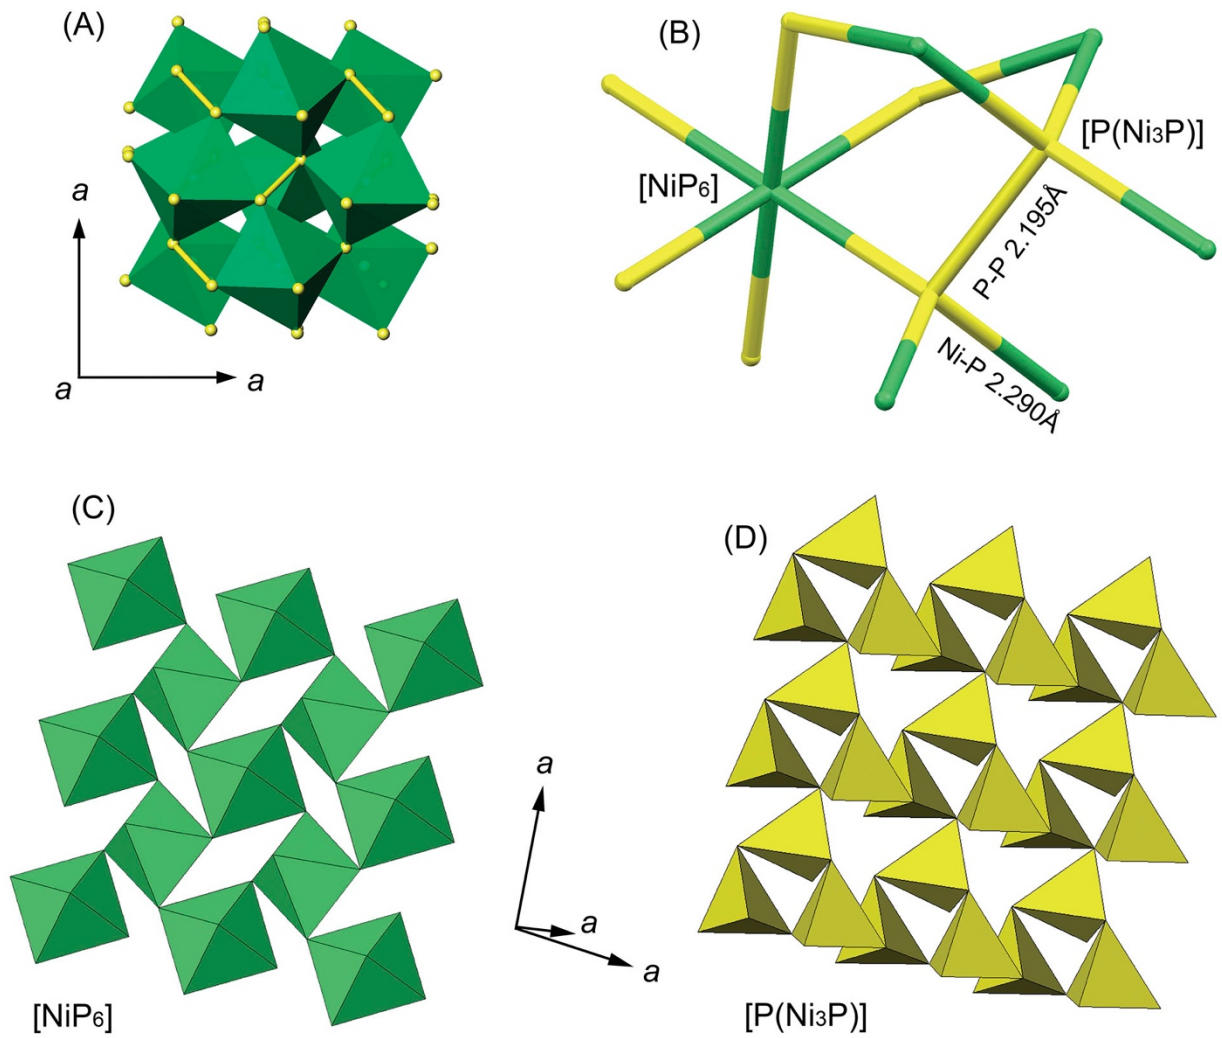 (A)
a
a
a
(B)
[P(Ni₃P)]
[NiP₆]
P-P 2.195Å
Ni-P 2.290Å
(C)
(D)
a
a
a
[NiP₆]
[P(Ni₃P)]